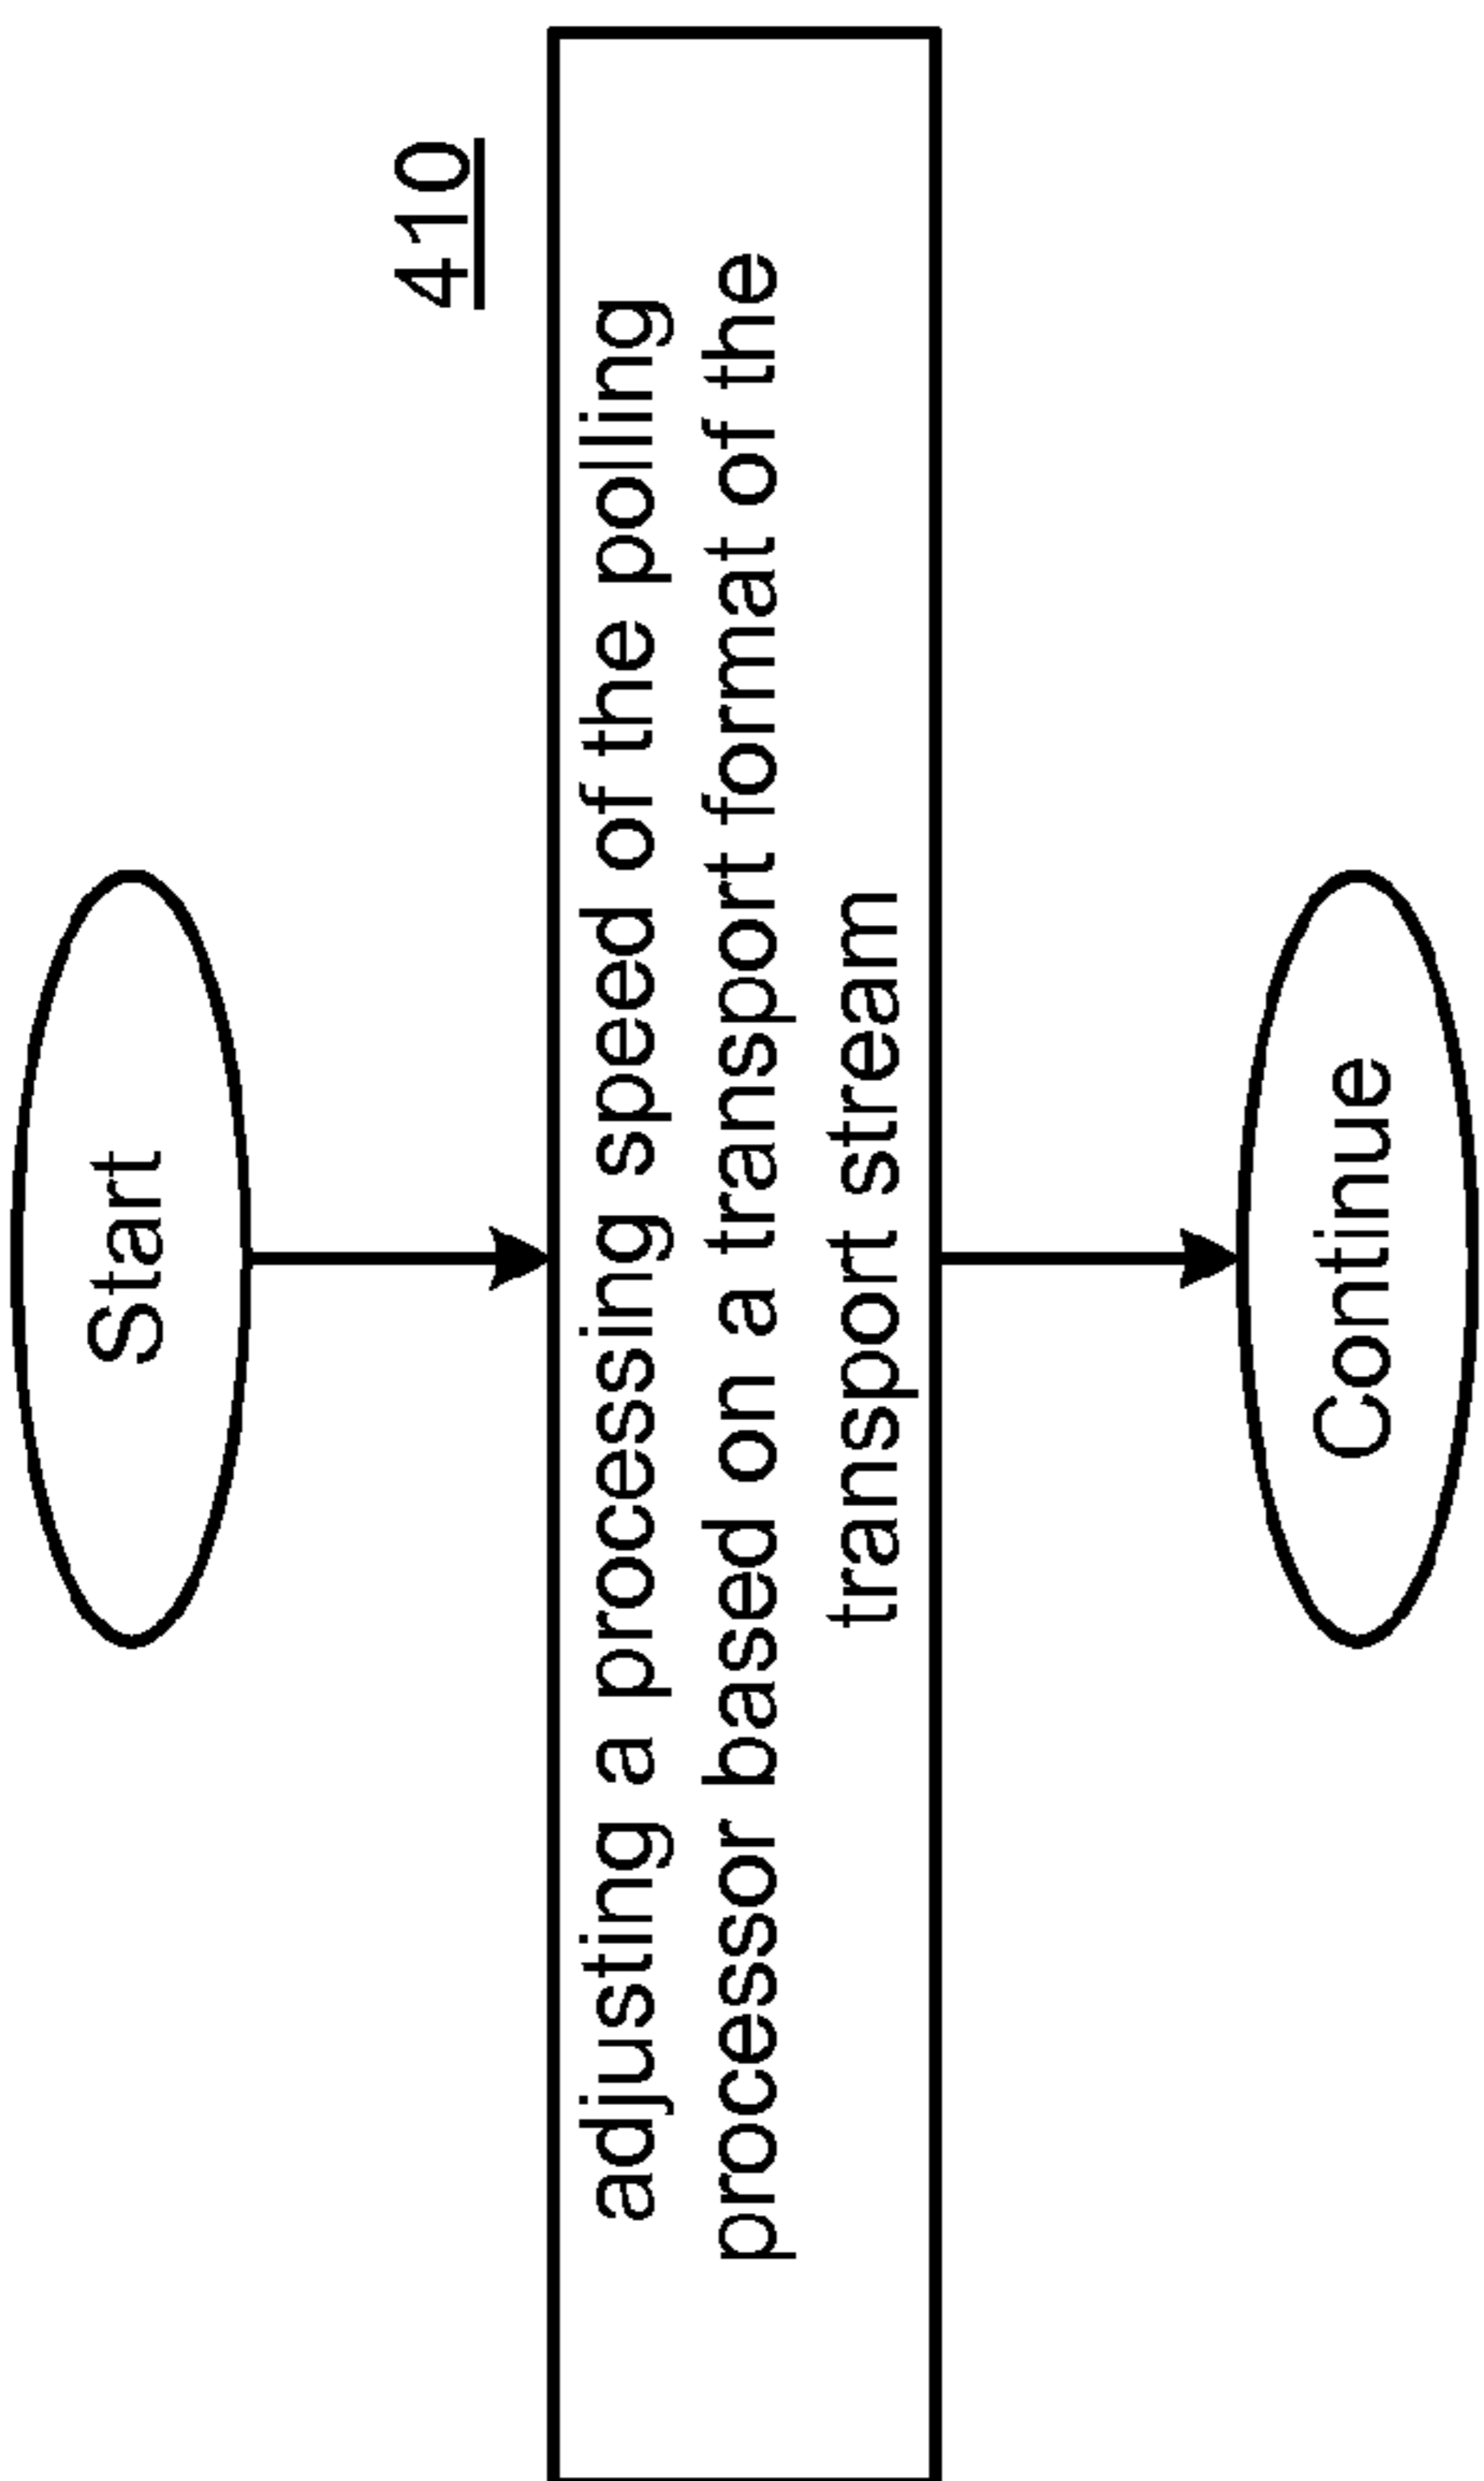 Start
410
adjusting a processing speed of the polling
processor based on a transport format of the
transport stream
Continue